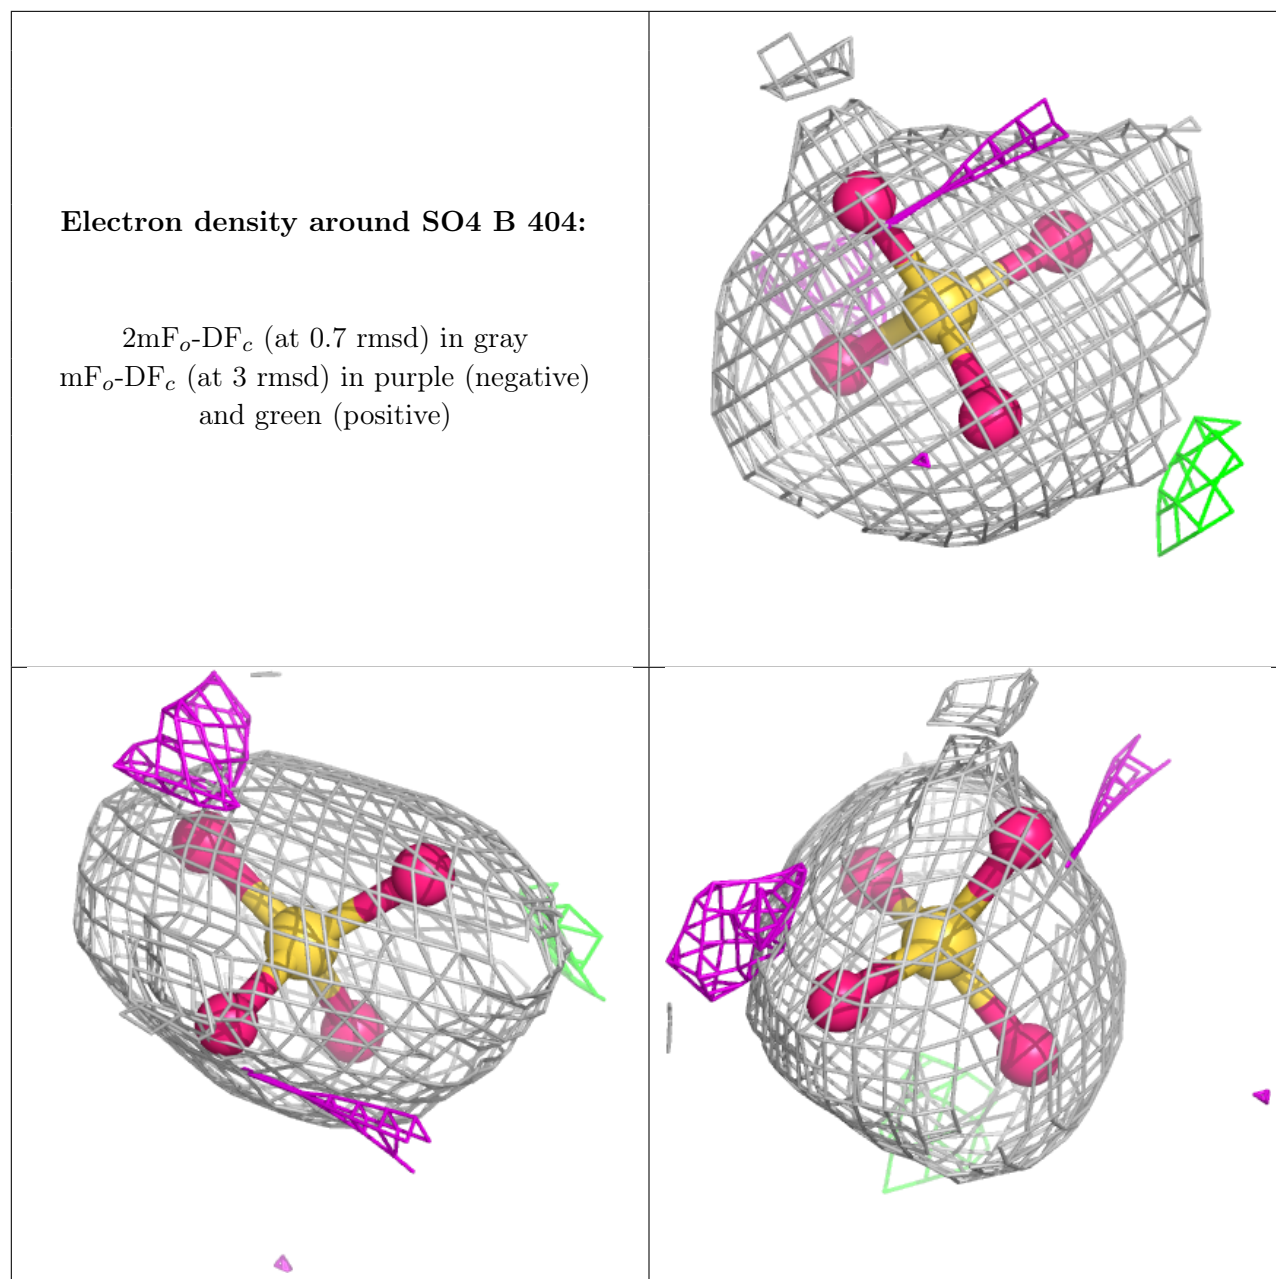 Electron density around SO4 B 404:
2mFo-DFc (at 0.7 rmsd) in gray
mFo-DFc (at 3 rmsd) in purple (negative)
and green (positive)